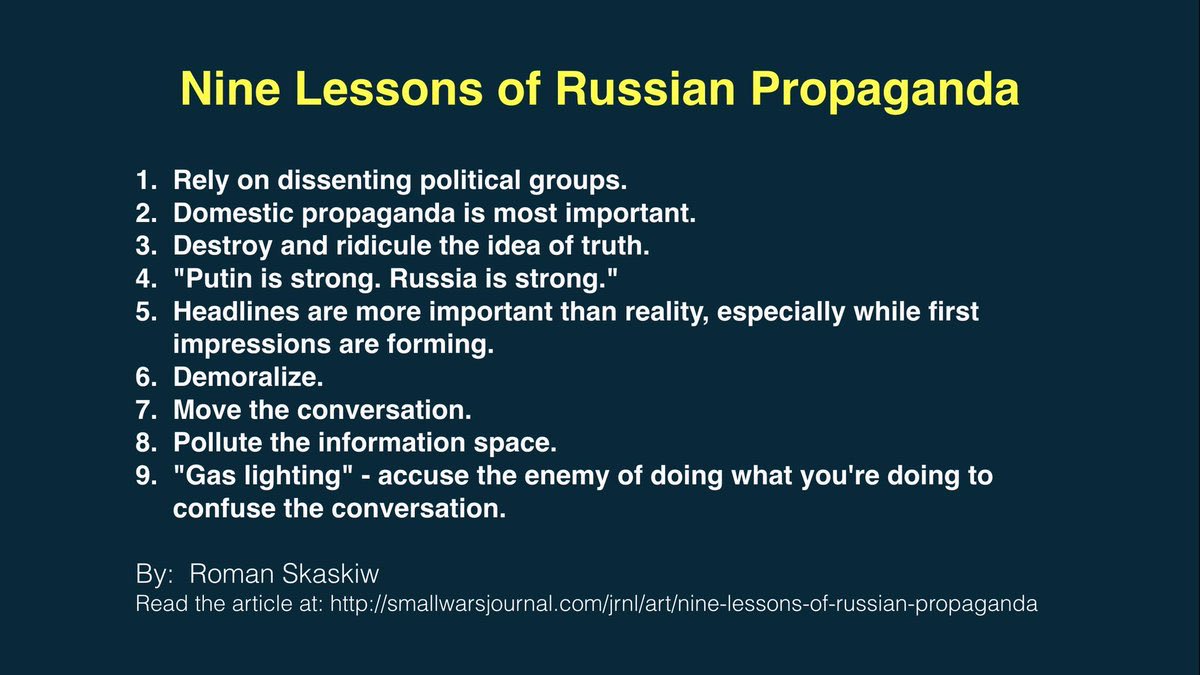 Nine Lessons of Russian Propaganda
1. Rely on dissenting political groups.
2. Domestic propaganda is most important.
3. Destroy and ridicule the idea of truth.
4. "Putin is strong. Russia is strong."
5. Headlines are more important than reality, especially while first
impressions are forming.
6. Demoralize.
7. Move the conversation.
8. Pollute the information space.
9. "Gas lighting" - accuse the enemy of doing what you're doing to
confuse the conversation.
By: Roman Skaskiw
Read the article at: http://smallwarsjournal.com/jrnl/art/nine-lessons-of-russian-propaganda